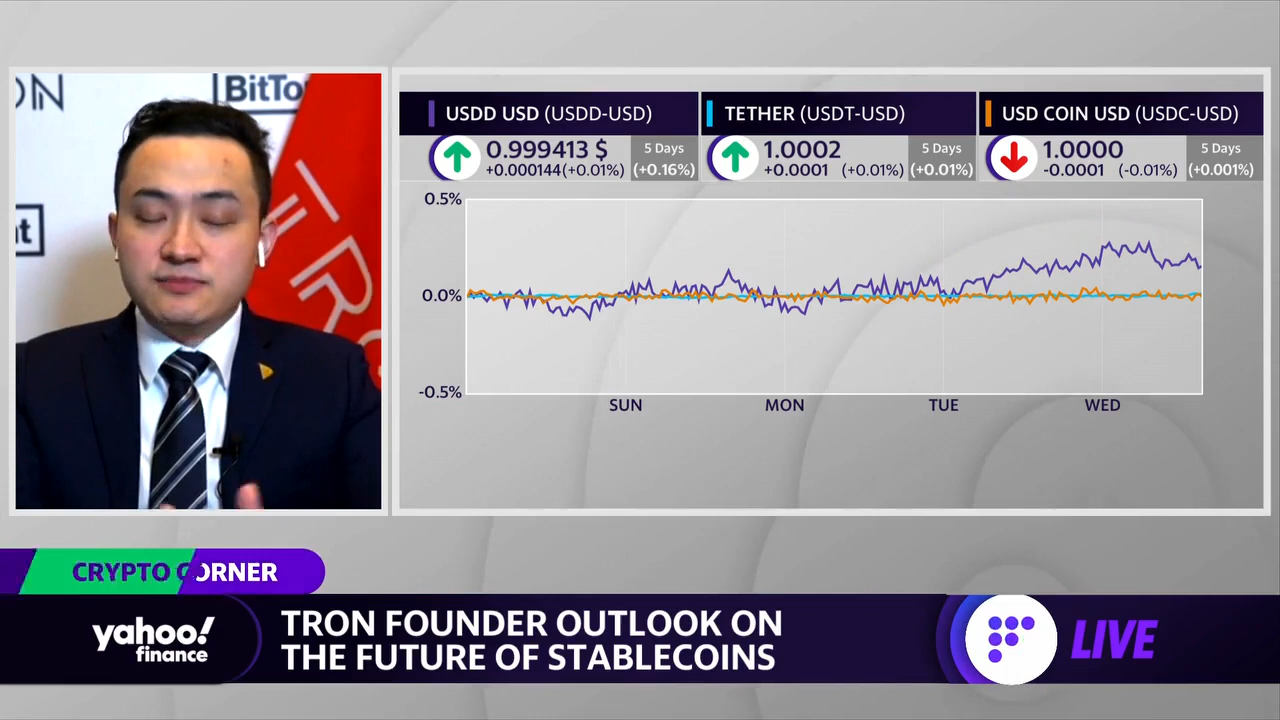 ON
BitTo
nt
TRO
USDD USD (USDD-USD)
0.999413 $
+0.000144(+0.01%)
5 Days
(+0.16%)
TETHER (USDT-USD)
1.0002
+0.0001 (+0.01%)
5 Days
(+0.01%)
USD COIN USD (USDC-USD)
1.0000
-0.0001 (-0.01%)
5 Days
(+0.001%)
0.5%
0.0%
-0.5%
SUN MON TUE WED
CRYPTO CORNER
yahoo!
finance
TRON FOUNDER OUTLOOK ON
THE FUTURE OF STABLECOINS
LIVE